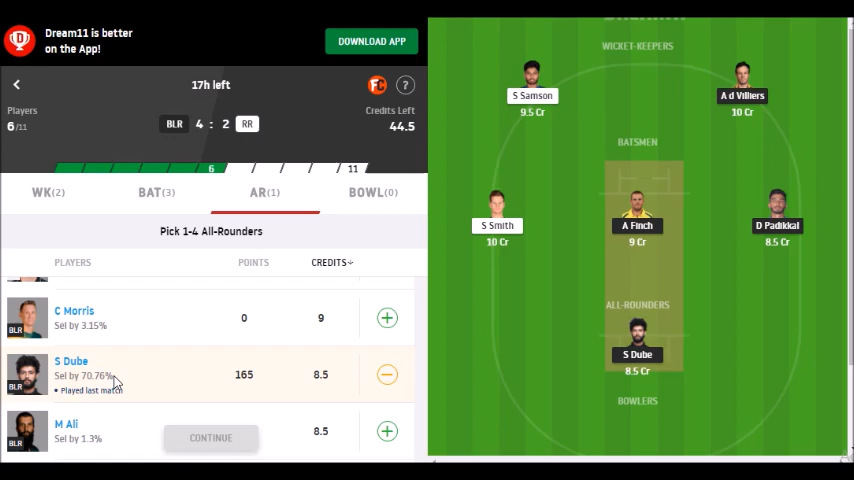 Dream11 is better
on the App!
DOWNLOAD APP
17h left
FC
?
Players
6/11
BLR 4 : 2 RR
Credits Left
44.5
6
11
WK(2)
BAT(3)
AR(1)
BOWL(0)
Pick 1-4 All-Rounders
PLAYERS
POINTS
CREDITS
BLR
C Morris
Sel by 3.15%
0
9
BLR
S Dube
Sel by 70.76%
• Played last match
165
8.5
BLR
M Ali
Sel by 1.3%
8.5
CONTINUE
WICKET-KEEPERS
S Samson
9.5 Cr
A d Villiers
10 Cr
BATSMEN
S Smith
10 Cr
A Finch
9 Cr
D Padikkal
8.5 Cr
ALL-ROUNDERS
S Dube
8.5 Cr
BOWLERS